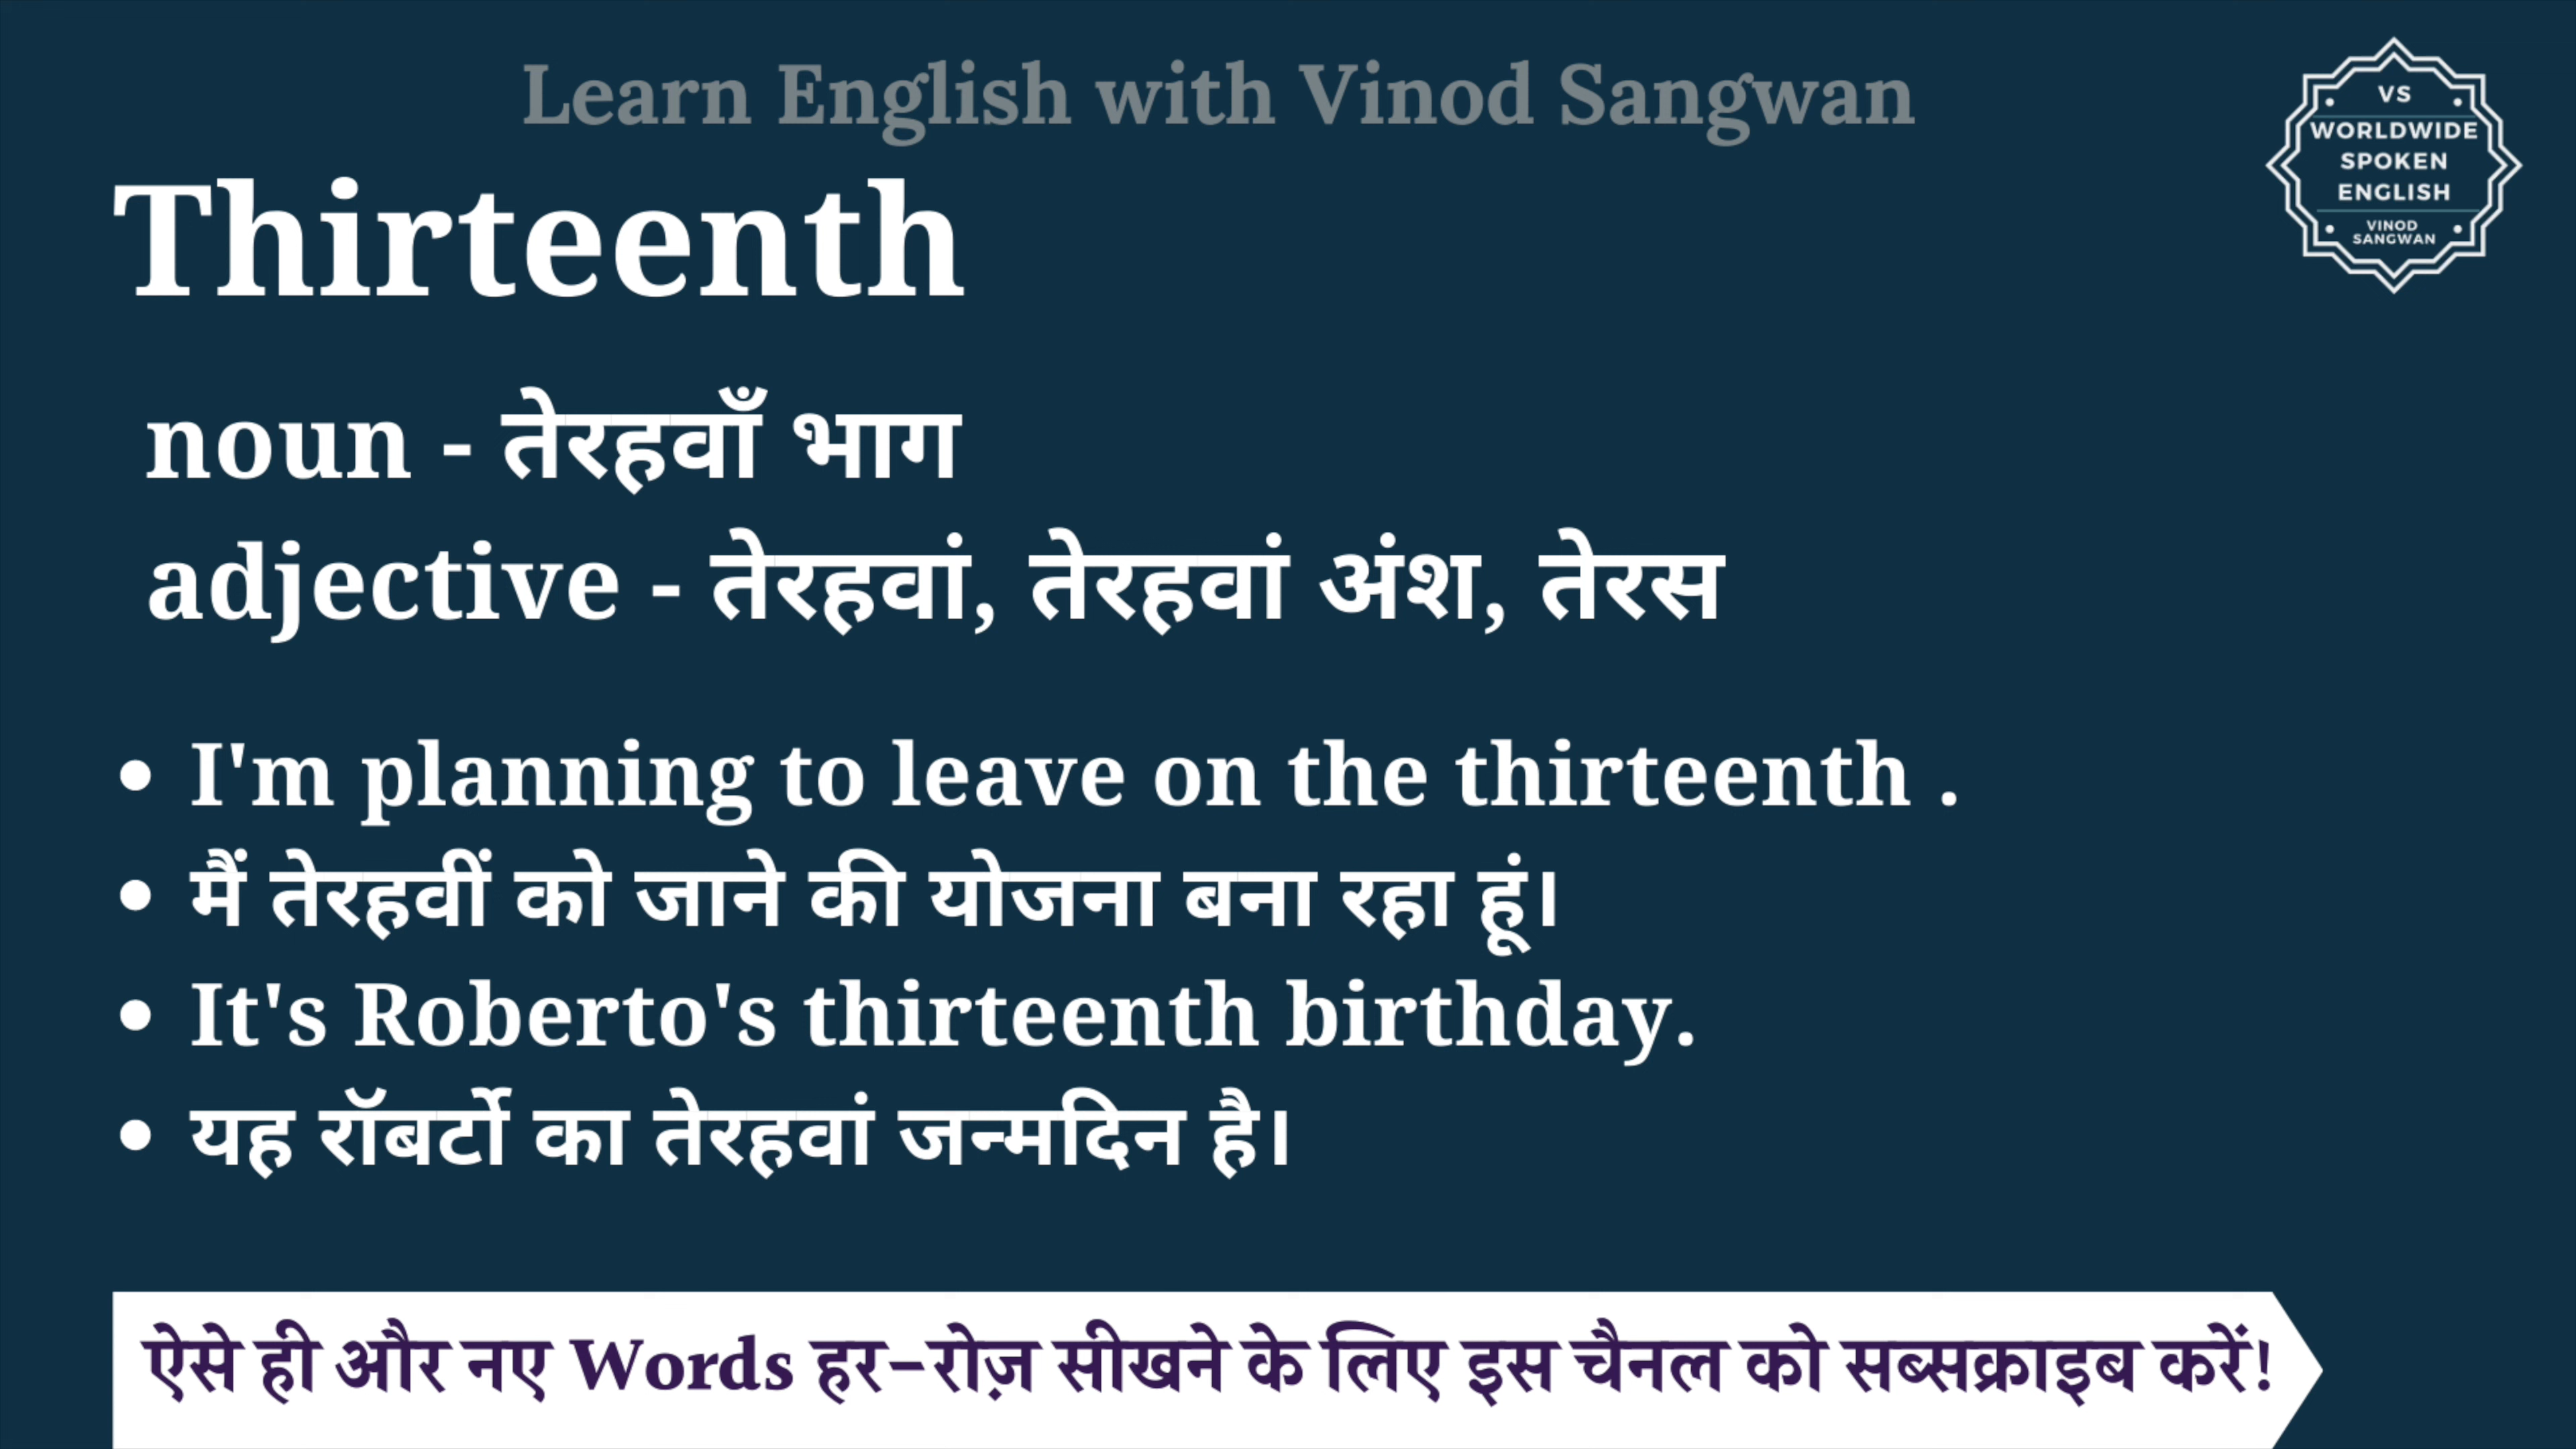 Learn English with Vinod Sangwan
VS
WORLDWIDE
SPOKEN
ENGLISH
VINOD
SANGWAN
Thirteenth
noun - तेरहवाँ भाग
adjective - तेरहवां, तेरहवां अंश, तेरस
• I'm planning to leave on the thirteenth .
• मैं तेरहवीं को जाने की योजना बना रहा हूं।
• It's Roberto's thirteenth birthday.
• यह रॉबर्टो का तेरहवां जन्मदिन है।
ऐसे ही और नए Words हर-रोज़ सीखने के लिए इस चैनल को सब्सक्राइब करें!